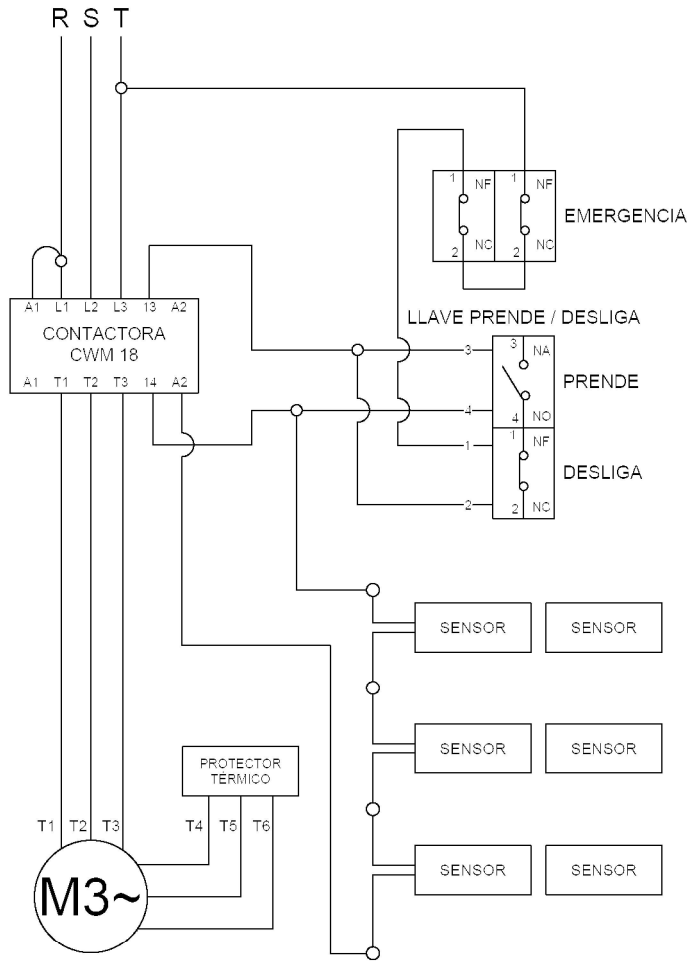 R S T
1 NF 1 NF
EMERGENCIA
2 NC 2 NC
A1 L1 L2 L3 13 A2
CONTACTORA
CWM 18
A1 T1 T2 T3 14 A2
LLAVE PRENDE / DESLIGA
3 3 NA
PRENDE
4 4 NO
1 1 NF
DESLIGA
2 2 NC
SENSOR SENSOR
SENSOR SENSOR
PROTECTOR
TÉRMICO
T1 T2 T3 T4 T5 T6
SENSOR SENSOR
M3~